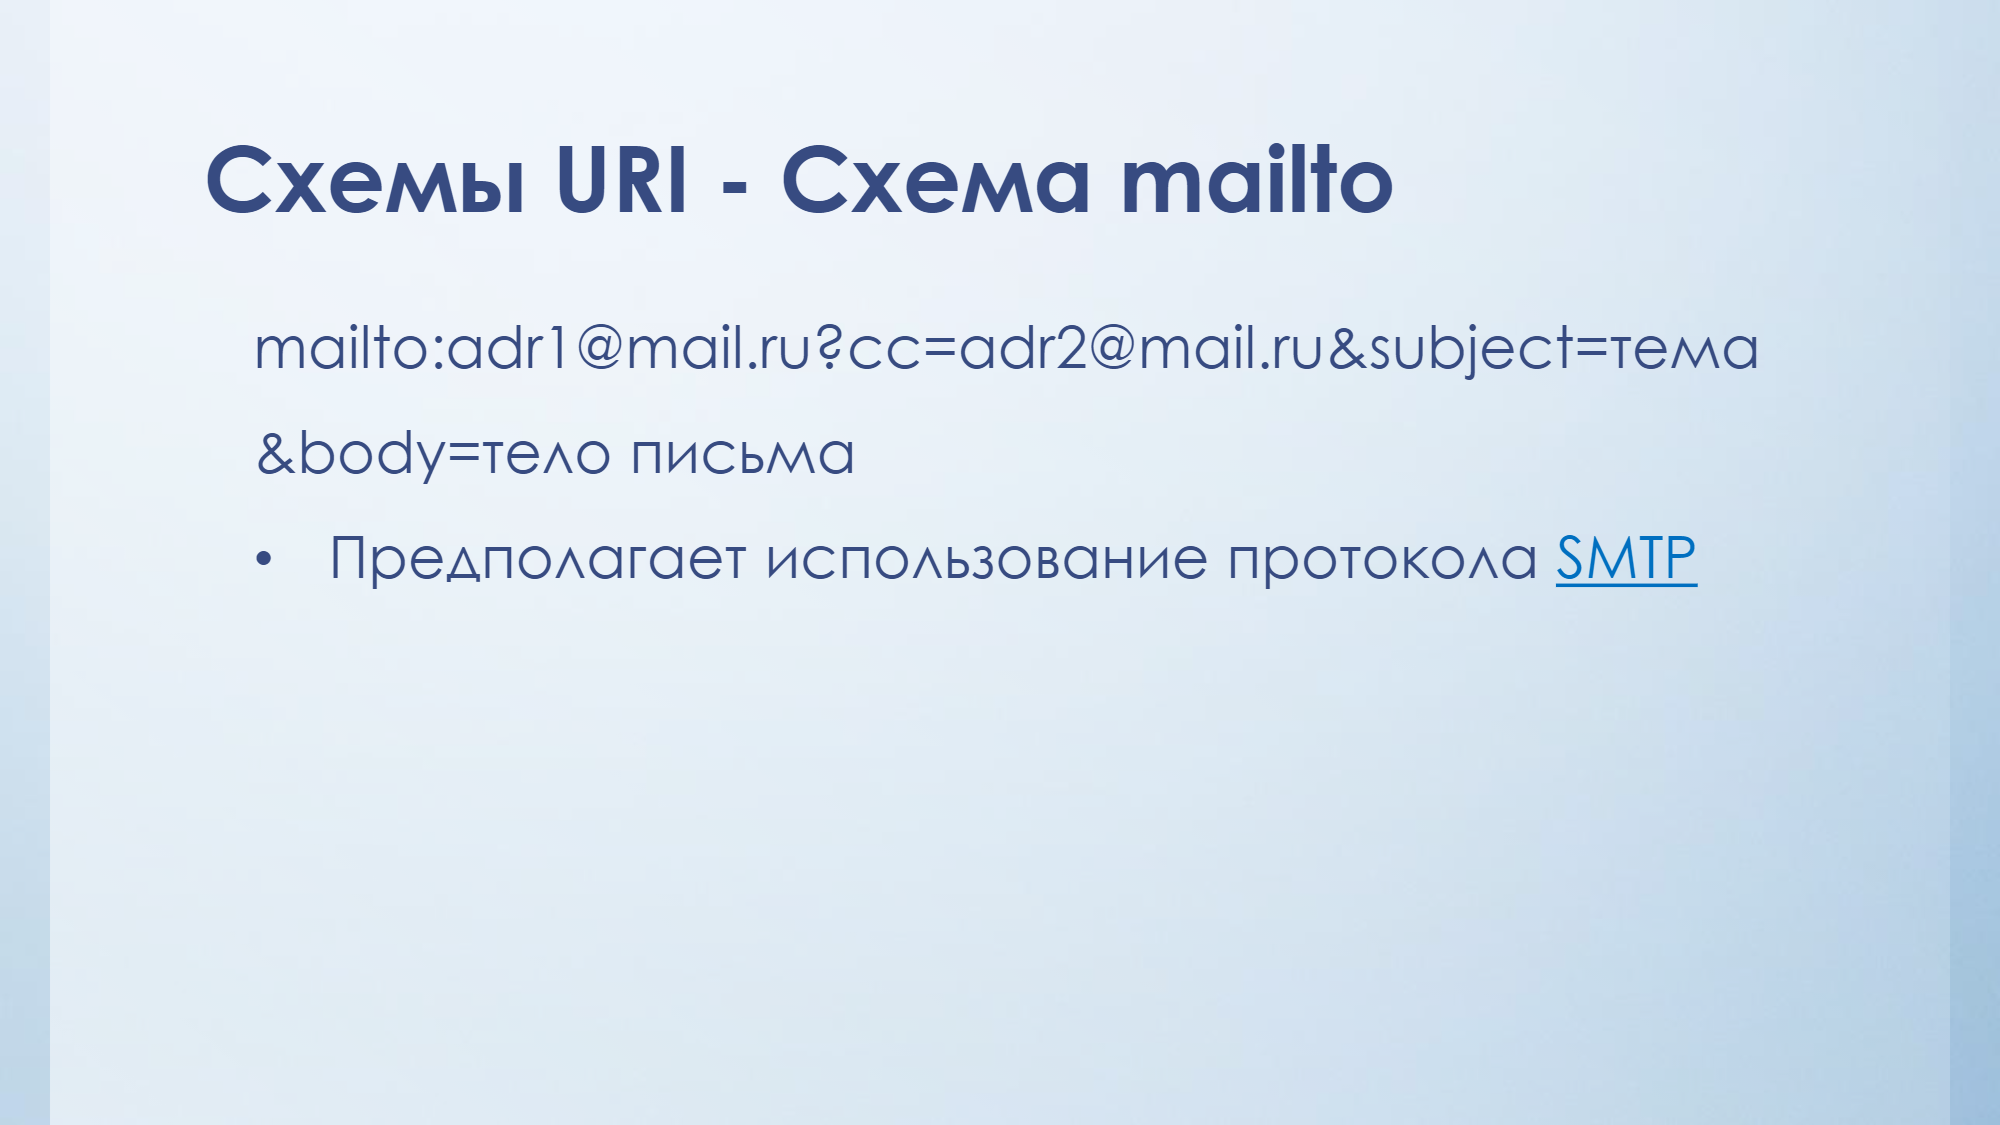 Схемы URI - Схема mailto
mailto:adr1@mail.ru?cc=adr2@mail.ru&subject=тема
&body=тело письма
• Предполагает использование протокола SMTP